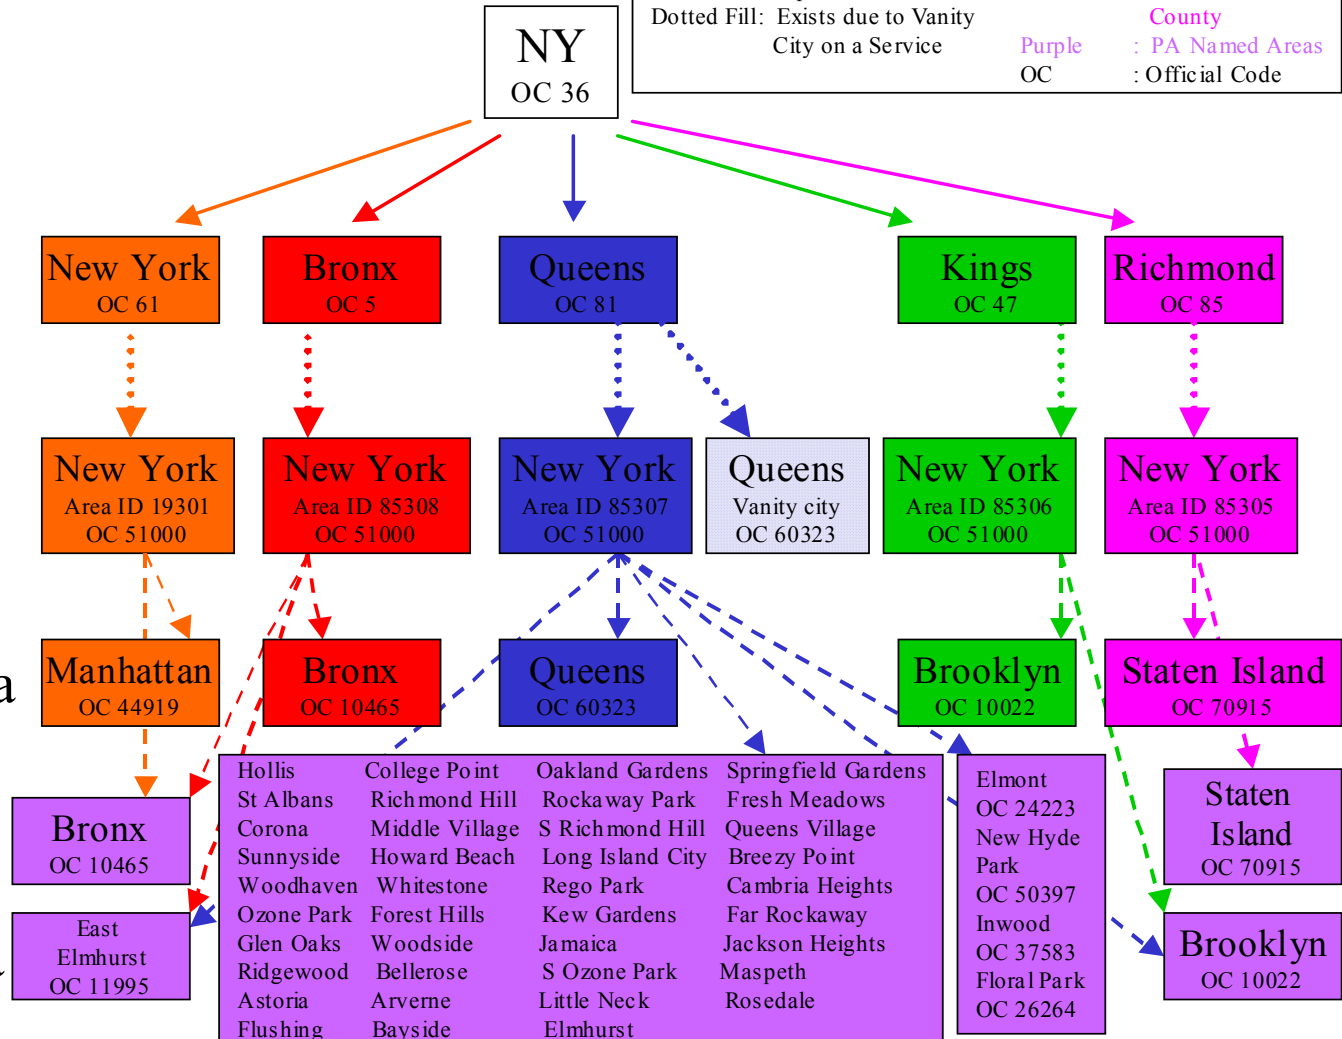 Dotted Fill: Exists due to Vanity County
City on a Service Purple : PA Named Areas
OC : Official Code
NY
OC 36
New York
OC 61
Bronx
OC 5
Queens
OC 81
Kings
OC 47
Richmond
OC 85
New York
Area ID 19301
OC 51000
New York
Area ID 85308
OC 51000
New York
Area ID 85307
OC 51000
Queens
Vanity city
OC 60323
New York
Area ID 85306
OC 51000
New York
Area ID 85305
OC 51000
a
Manhattan
OC 44919
Bronx
OC 10465
Queens
OC 60323
Brooklyn
OC 10022
Staten Island
OC 70915
Bronx
OC 10465
East
Elmhurst
OC 11995
Hollis College Point Oakland Gardens Springfield Gardens
St Albans Richmond Hill Rockaway Park Fresh Meadows
Corona Middle Village S Richmond Hill Queens Village
Sunnyside Howard Beach Long Island City Breezy Point
Woodhaven Whitestone Rego Park Cambria Heights
Ozone Park Forest Hills Kew Gardens Far Rockaway
Glen Oaks Woodside Jamaica Jackson Heights
Ridgewood Bellerose S Ozone Park Maspeth
Astoria Arverne Little Neck Rosedale
Flushing Bayside Elmhurst
Elmont
OC 24223
New Hyde
Park
OC 50397
Inwood
OC 37583
Floral Park
OC 26264
Staten
Island
OC 70915
Brooklyn
OC 10022